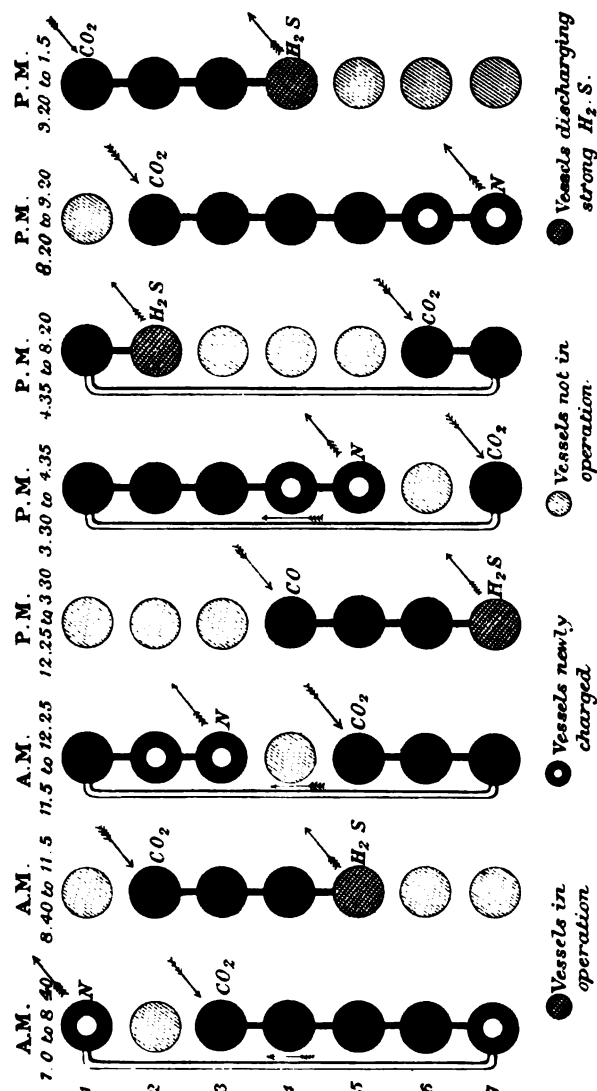 A.M. A.M. A.M. P.M. P.M. P.M. P.M. P.M.
7.0 to 8 40 8.40 to 11.5 11.5 to 12.25 12.25 to 3 30 3.30 to 4.35 4.35 to 8.20 8.20 to 9.20 9.20 to 1.5
1 N CO₂
2 CO₂ H₂S CO₂
3 CO₂ N
4 CO H₂S
5 H₂S CO₂ N
6 CO₂
7 H₂S CO₂ N
Vessels in operation
Vessels newly charged
Vessels not in operation.
Vessels discharging strong H₂.S.